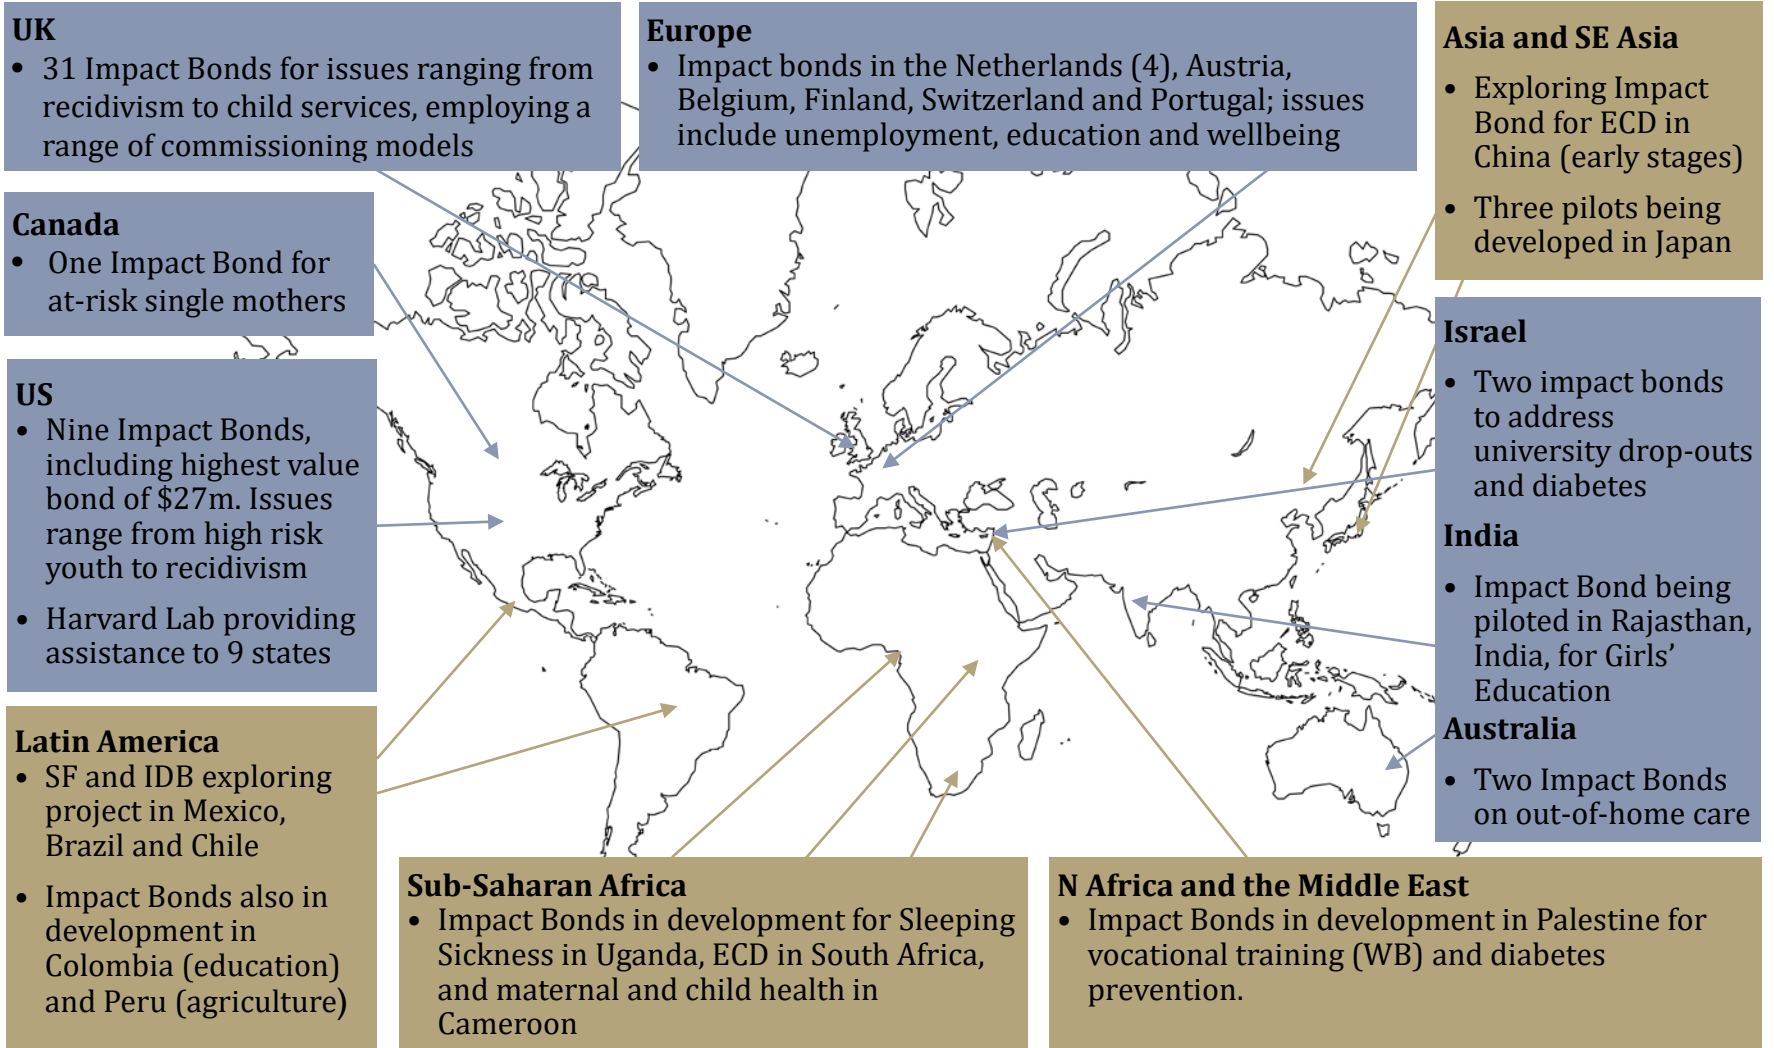 UK
• 31 Impact Bonds for issues ranging from
recidivism to child services, employing a
range of commissioning models
Europe
• Impact bonds in the Netherlands (4), Austria,
Belgium, Finland, Switzerland and Portugal; issues
include unemployment, education and wellbeing
Asia and SE Asia
• Exploring Impact
Bond for ECD in
China (early stages)
• Three pilots being
developed in Japan
Canada
• One Impact Bond for
at-risk single mothers
US
• Nine Impact Bonds,
including highest value
bond of $27m. Issues
range from high risk
youth to recidivism
• Harvard Lab providing
assistance to 9 states
Israel
• Two impact bonds
to address
university drop-outs
and diabetes
India
• Impact Bond being
piloted in Rajasthan,
India, for Girls’
Education
Australia
• Two Impact Bonds
on out-of-home care
Latin America
• SF and IDB exploring
project in Mexico,
Brazil and Chile
• Impact Bonds also in
development in
Colombia (education)
and Peru (agriculture)
Sub-Saharan Africa
• Impact Bonds in development for Sleeping
Sickness in Uganda, ECD in South Africa,
and maternal and child health in
Cameroon
N Africa and the Middle East
• Impact Bonds in development in Palestine for
vocational training (WB) and diabetes
prevention.